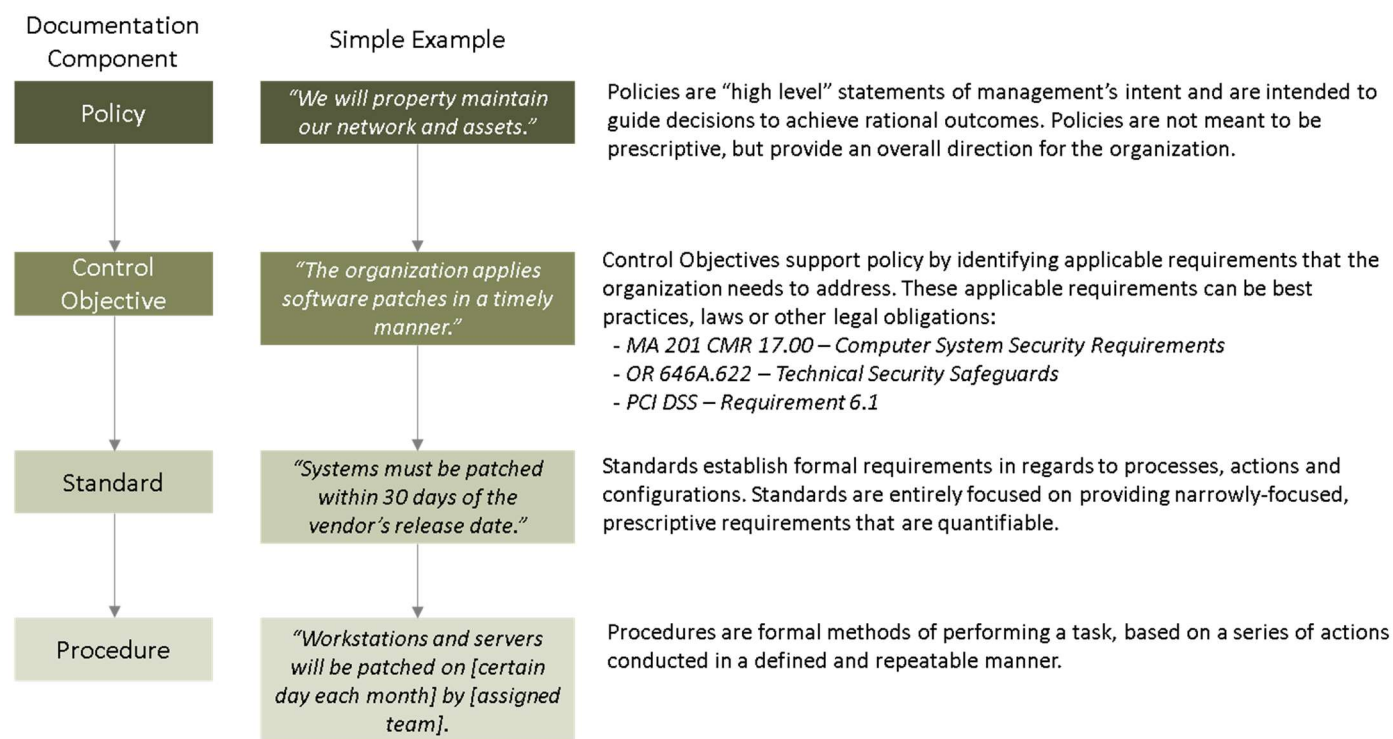 Documentation
Component
Simple Example
Policy
“We will property maintain
our network and assets.”
Policies are “high level” statements of management’s intent and are intended to
guide decisions to achieve rational outcomes. Policies are not meant to be
prescriptive, but provide an overall direction for the organization.
Control
Objective
“The organization applies
software patches in a timely
manner.”
Control Objectives support policy by identifying applicable requirements that the
organization needs to address. These applicable requirements can be best
practices, laws or other legal obligations:
- MA 201 CMR 17.00 – Computer System Security Requirements
- OR 646A.622 – Technical Security Safeguards
- PCI DSS – Requirement 6.1
Standard
“Systems must be patched
within 30 days of the
vendor’s release date.”
Standards establish formal requirements in regards to processes, actions and
configurations. Standards are entirely focused on providing narrowly-focused,
prescriptive requirements that are quantifiable.
Procedure
“Workstations and servers
will be patched on [certain
day each month] by [assigned
team].
Procedures are formal methods of performing a task, based on a series of actions
conducted in a defined and repeatable manner.